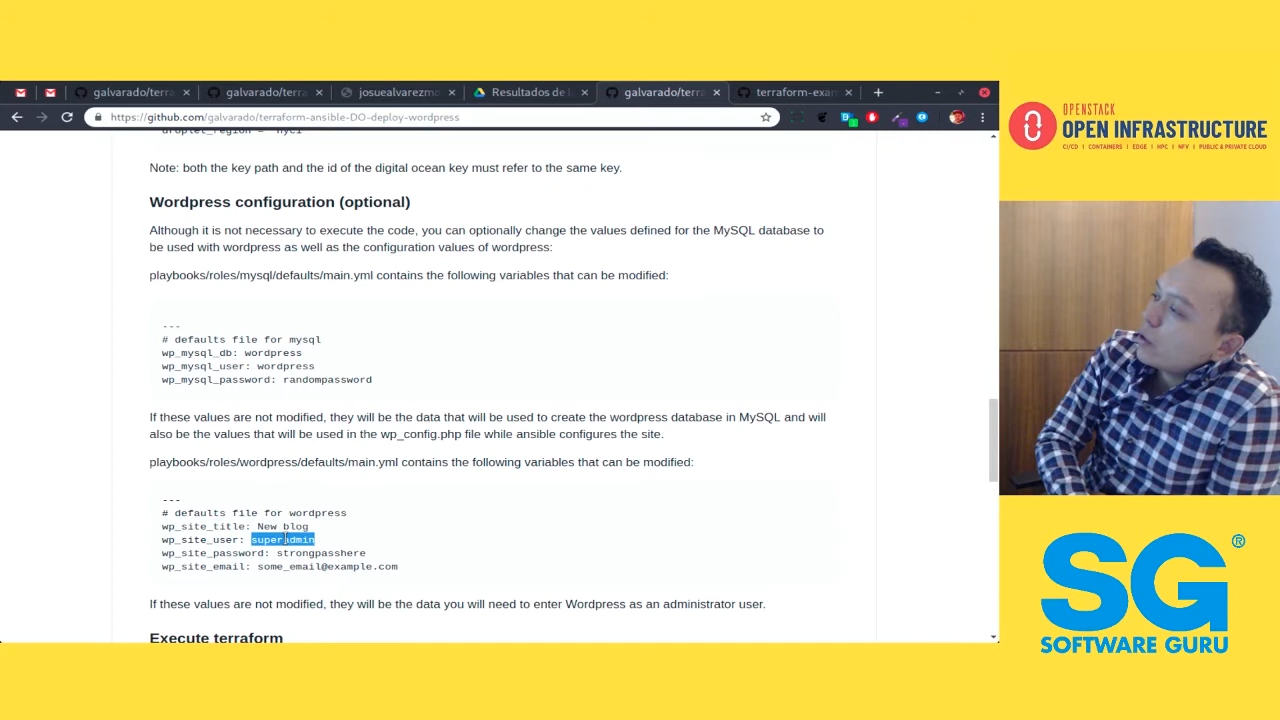 galvarado/terra
galvarado/terra
josuealvarezmo
Resultados de l
galvarado/terra
terraform-exam
https://github.com/galvarado/terraform-ansible-DO-deploy-wordpress
droplet_region = "nyc1"
Note: both the key path and the id of the digital ocean key must refer to the same key.
Wordpress configuration (optional)
Although it is not necessary to execute the code, you can optionally change the values defined for the MySQL database to
be used with wordpress as well as the configuration values of wordpress:
playbooks/roles/mysql/defaults/main.yml contains the following variables that can be modified:
---
# defaults file for mysql
wp_mysql_db: wordpress
wp_mysql_user: wordpress
wp_mysql_password: randompassword
If these values are not modified, they will be the data that will be used to create the wordpress database in MySQL and will
also be the values that will be used in the wp_config.php file while ansible configures the site.
playbooks/roles/wordpress/defaults/main.yml contains the following variables that can be modified:
---
# defaults file for wordpress
wp_site_title: New blog
wp_site_user: superadmin
wp_site_password: strongpasshere
wp_site_email: some_email@example.com
If these values are not modified, they will be the data you will need to enter Wordpress as an administrator user.
Execute terraform
OPENSTACK
OPEN INFRASTRUCTURE
CI/CD | CONTAINERS | EDGE | HPC | NFV | PUBLIC & PRIVATE CLOUD
SG®
SOFTWARE GURU